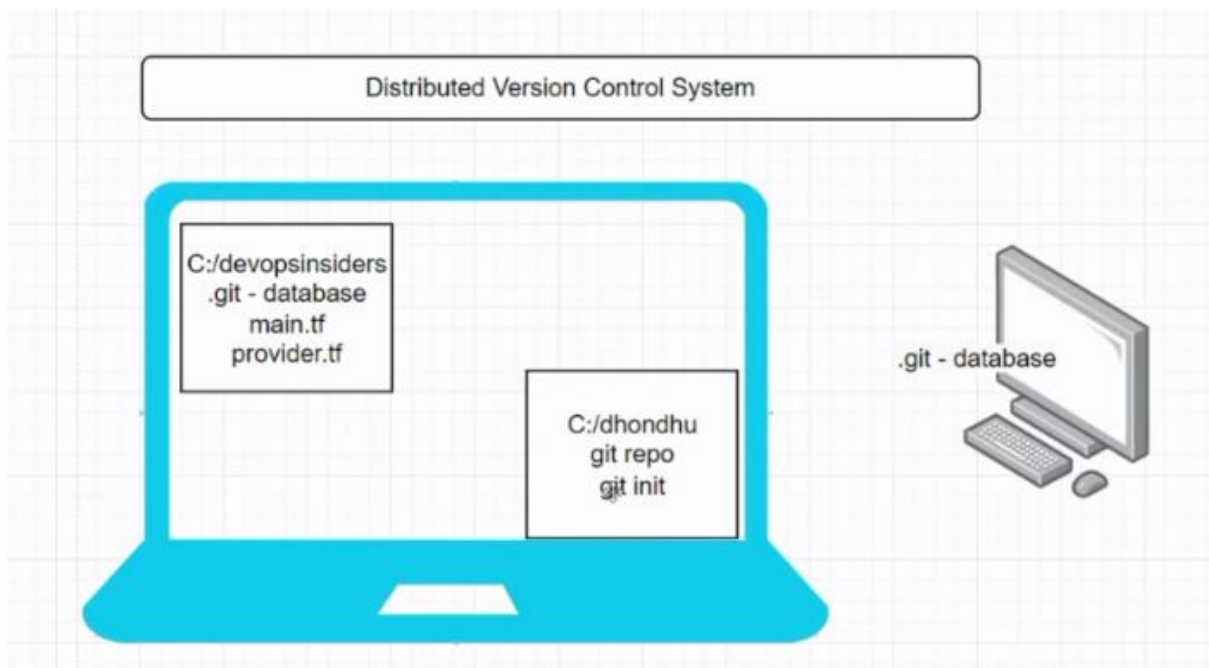 Distributed Version Control System
C:/devopsinsiders
.git - database
main.tf
provider.tf
.git - database
C:/dhondhu
git repo
git init